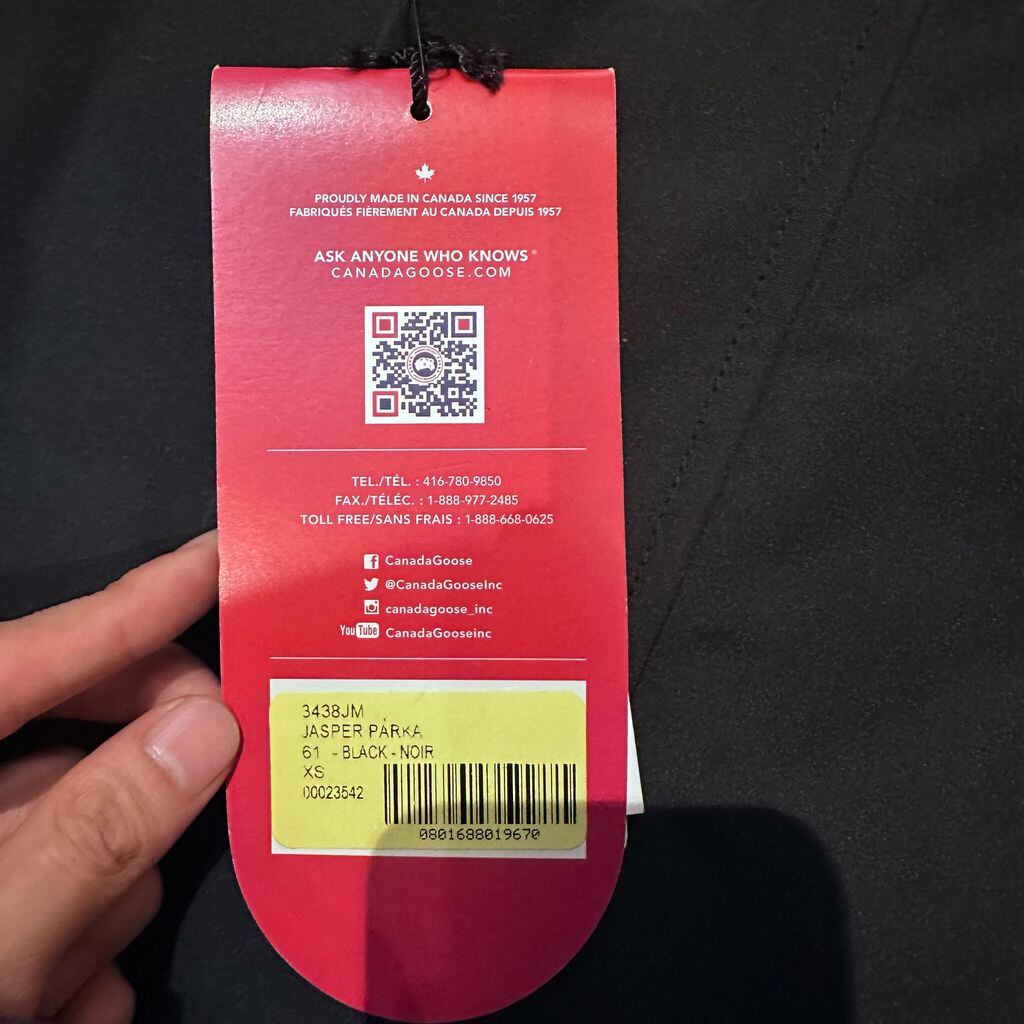 PROUDLY MADE IN CANADA SINCE 1957
FABRIQUÉS FIÈREMENT AU CANADA DEPUIS 1957
ASK ANYONE WHO KNOWS®
CANADAGOOSE.COM
TEL./TÉL. : 416-780-9850
FAX./TÉLÉC. : 1-888-977-2485
TOLL FREE/SANS FRAIS : 1-888-668-0625
CanadaGoose
@CanadaGooseInc
canadagoose_inc
YouTube CanadaGooseinc
3438JM
JASPER PARKA
61 - BLACK - NOIR
XS
00023542
0801688019670